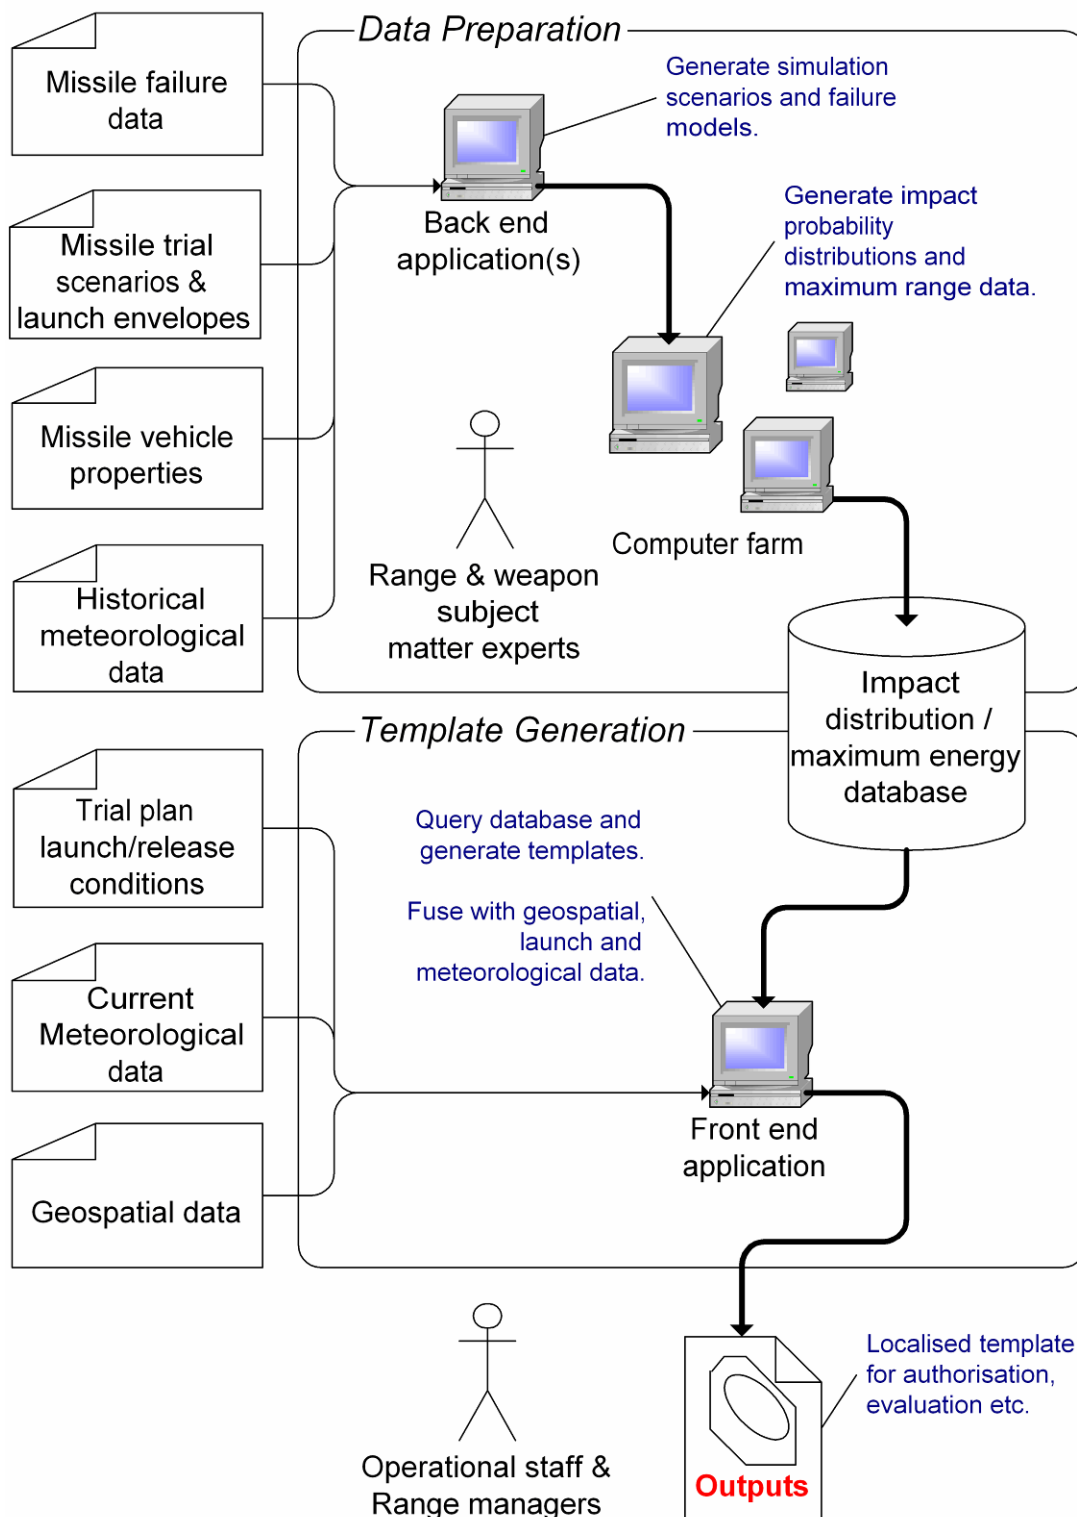 Data Preparation
Missile failure
data
Generate simulation
scenarios and failure
models.
Missile trial
scenarios &
launch envelopes
Back end
application(s)
Generate impact
probability
distributions and
maximum range data.
Missile vehicle
properties
Computer farm
Historical
meteorological
data
Range & weapon
subject
matter experts
Impact
distribution /
maximum energy
database
Template Generation
Trial plan
launch/release
conditions
Query database and
generate templates.
Fuse with geospatial,
launch and
meteorological data.
Current
Meteorological
data
Front end
application
Geospatial data
Operational staff &
Range managers
Localised template
for authorisation,
evaluation etc.
Outputs